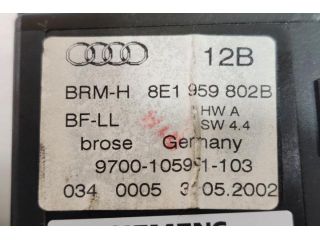 12B
BRM-H 8E1 959 802B
BF-LL HW A
SW 4.4
brose Germany
9700-10591-103
034 0005 31.05.2002
SIEMENS